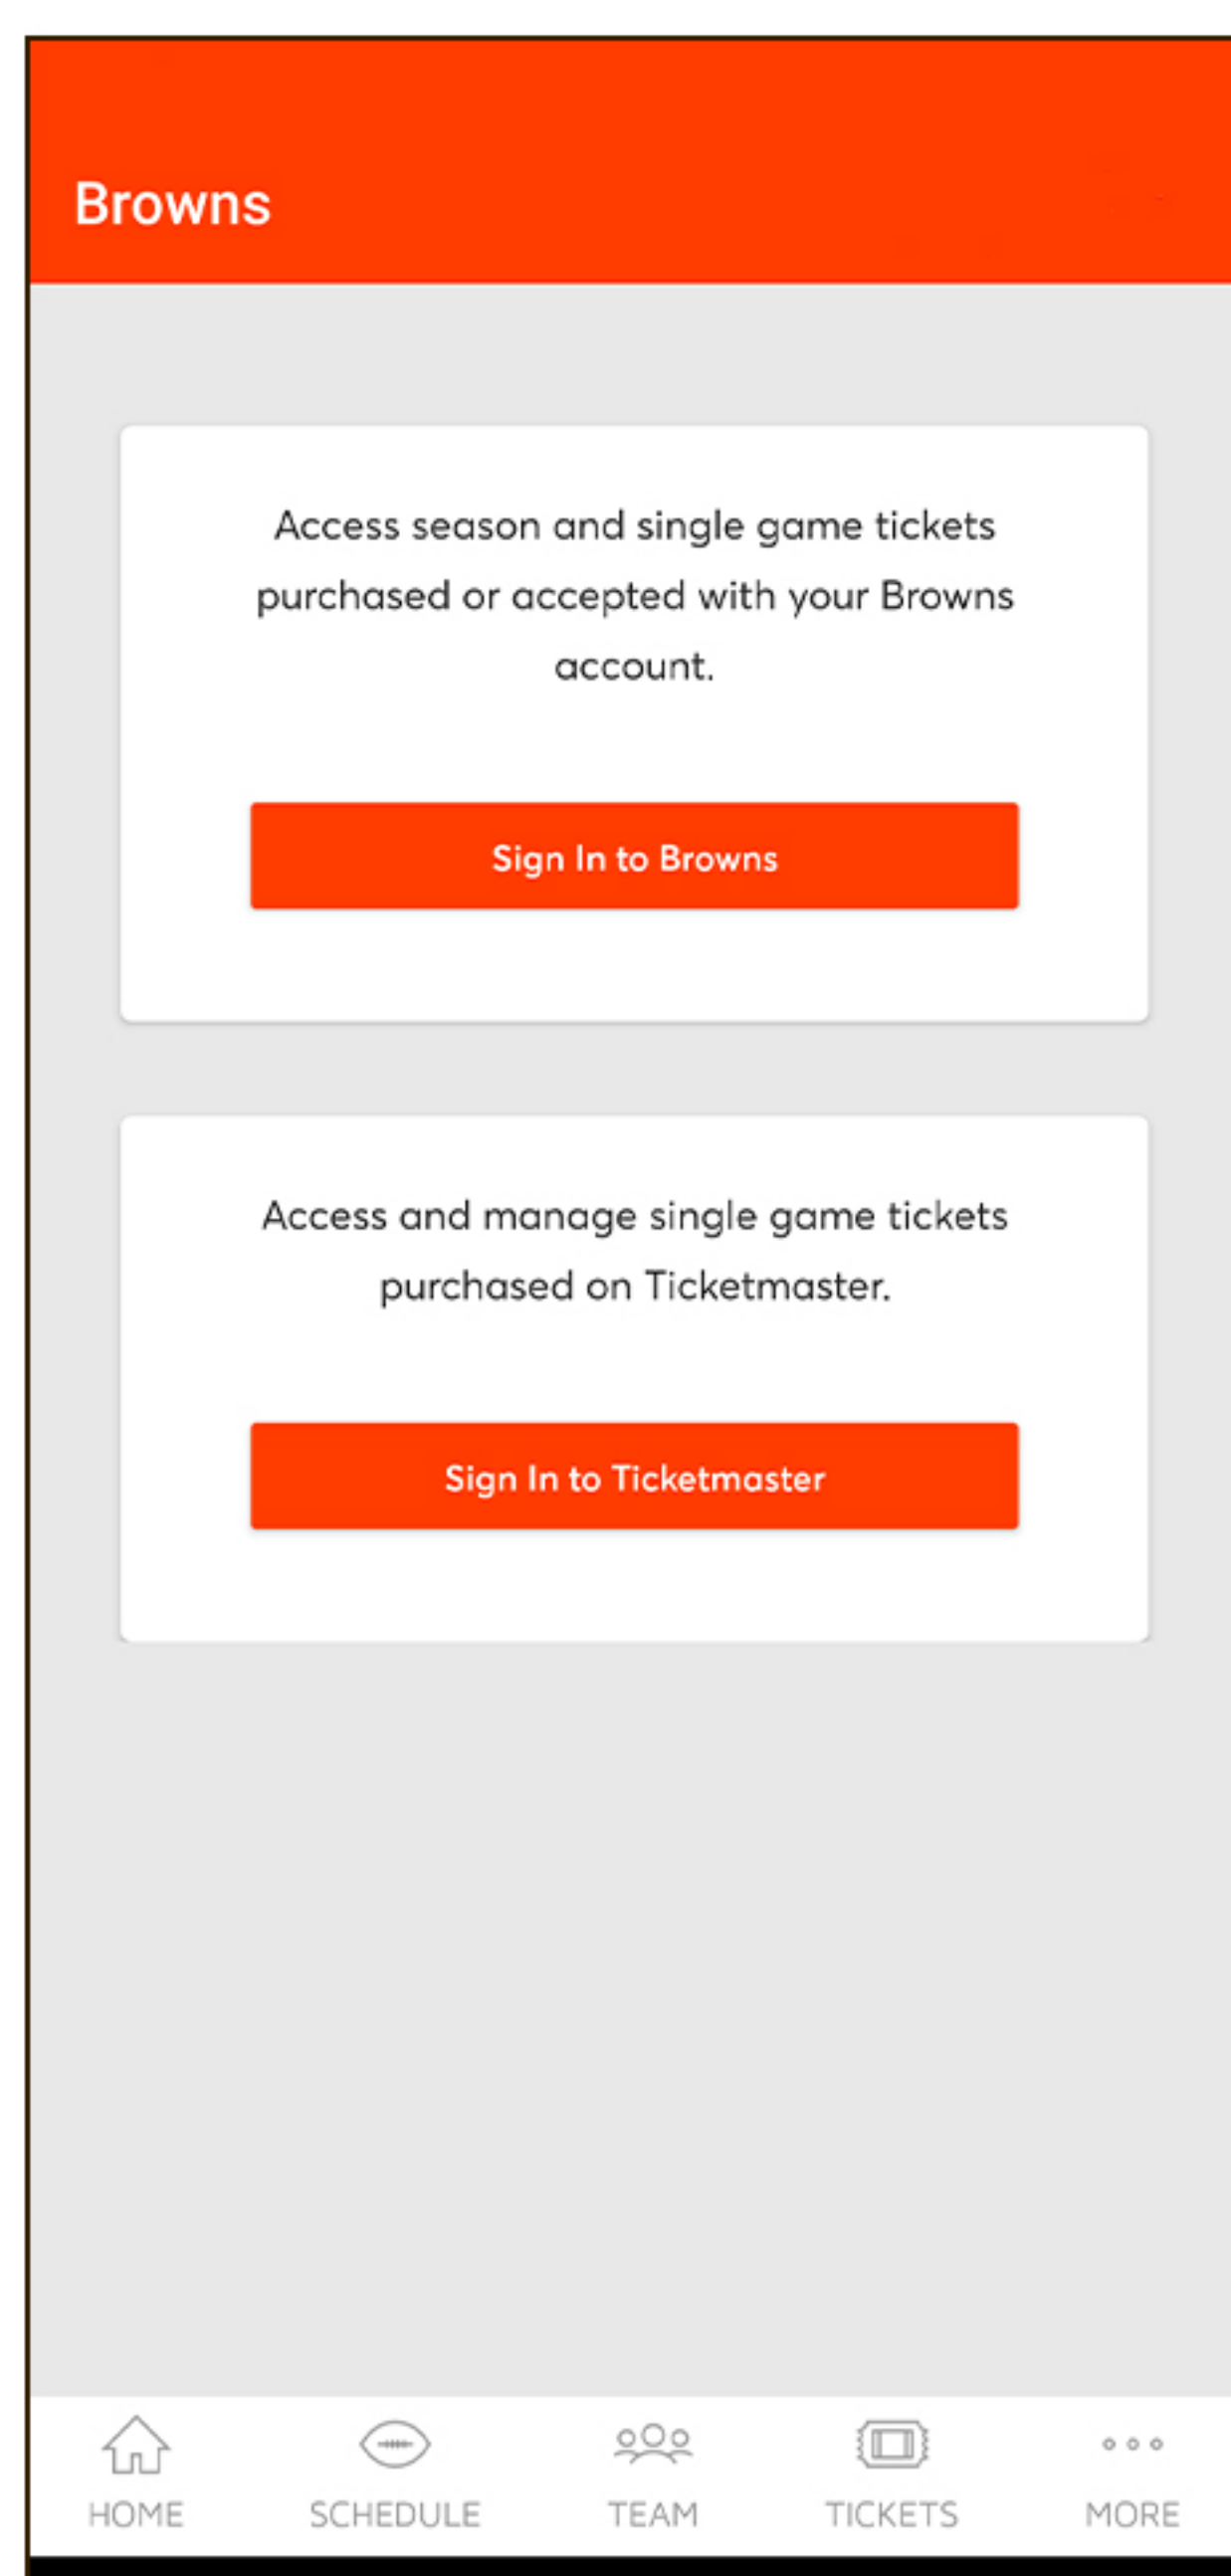 Browns
Access season and single game tickets
purchased or accepted with your Browns
account.
Sign In to Browns
Access and manage single game tickets
purchased on Ticketmaster.
Sign In to Ticketmaster
HOME
SCHEDULE
TEAM
TICKETS
MORE